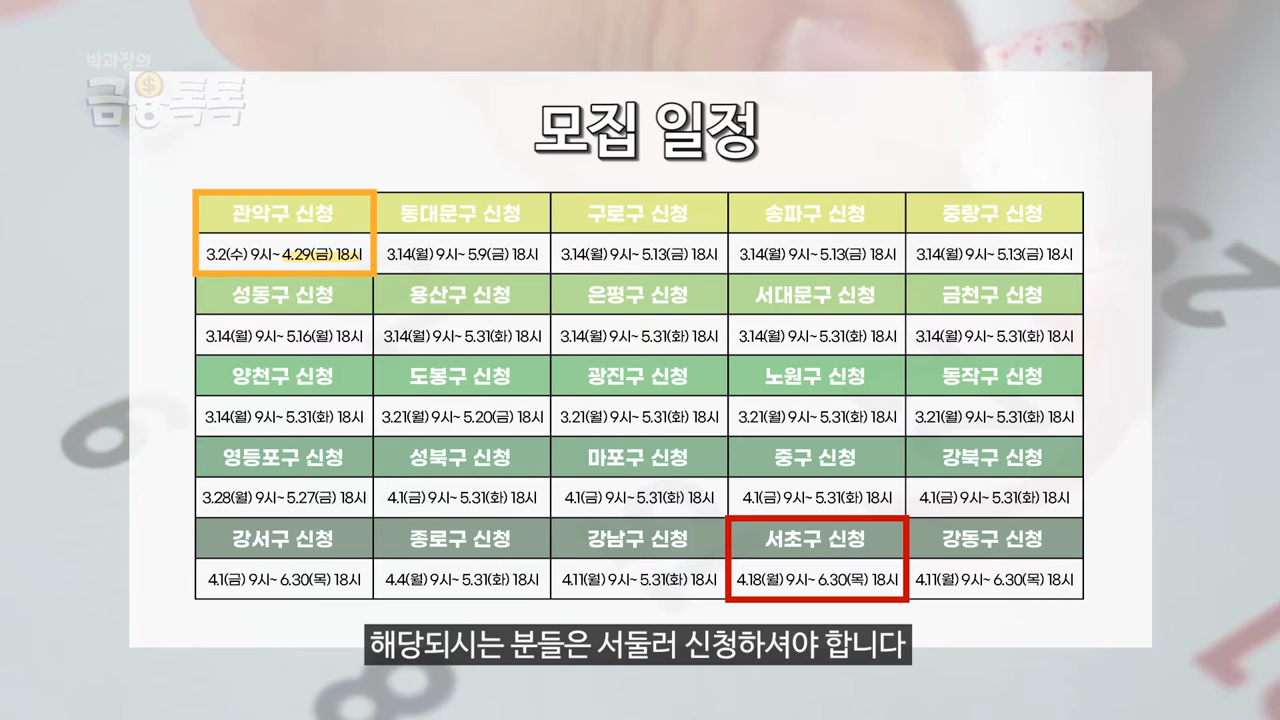 박과장의
금융톡톡
모집 일정
관악구 신청 동대문구 신청 구로구 신청 송파구 신청 중랑구 신청
3.2(수) 9시~ 4.29(금) 18시 3.14(월) 9시~ 5.9(금) 18시 3.14(월) 9시~ 5.13(금) 18시 3.14(월) 9시~ 5.13(금) 18시 3.14(월) 9시~ 5.13(금) 18시
성동구 신청 용산구 신청 은평구 신청 서대문구 신청 금천구 신청
3.14(월) 9시~ 5.16(월) 18시 3.14(월) 9시~ 5.31(화) 18시 3.14(월) 9시~ 5.31(화) 18시 3.14(월) 9시~ 5.31(화) 18시 3.14(월) 9시~ 5.31(화) 18시
양천구 신청 도봉구 신청 광진구 신청 노원구 신청 동작구 신청
3.14(월) 9시~ 5.31(화) 18시 3.21(월) 9시~ 5.20(금) 18시 3.21(월) 9시~ 5.31(화) 18시 3.21(월) 9시~ 5.31(화) 18시 3.21(월) 9시~ 5.31(화) 18시
영등포구 신청 성북구 신청 마포구 신청 중구 신청 강북구 신청
3.28(월) 9시~ 5.27(금) 18시 4.1(금) 9시~ 5.31(화) 18시 4.1(금) 9시~ 5.31(화) 18시 4.1(금) 9시~ 5.31(화) 18시 4.1(금) 9시~ 5.31(화) 18시
강서구 신청 종로구 신청 강남구 신청 서초구 신청 강동구 신청
4.1(금) 9시~ 6.30(목) 18시 4.4(월) 9시~ 5.31(화) 18시 4.11(월) 9시~ 5.31(화) 18시 4.18(월) 9시~ 6.30(목) 18시 4.11(월) 9시~ 6.30(목) 18시
해당되시는 분들은 서둘러 신청하셔야 합니다